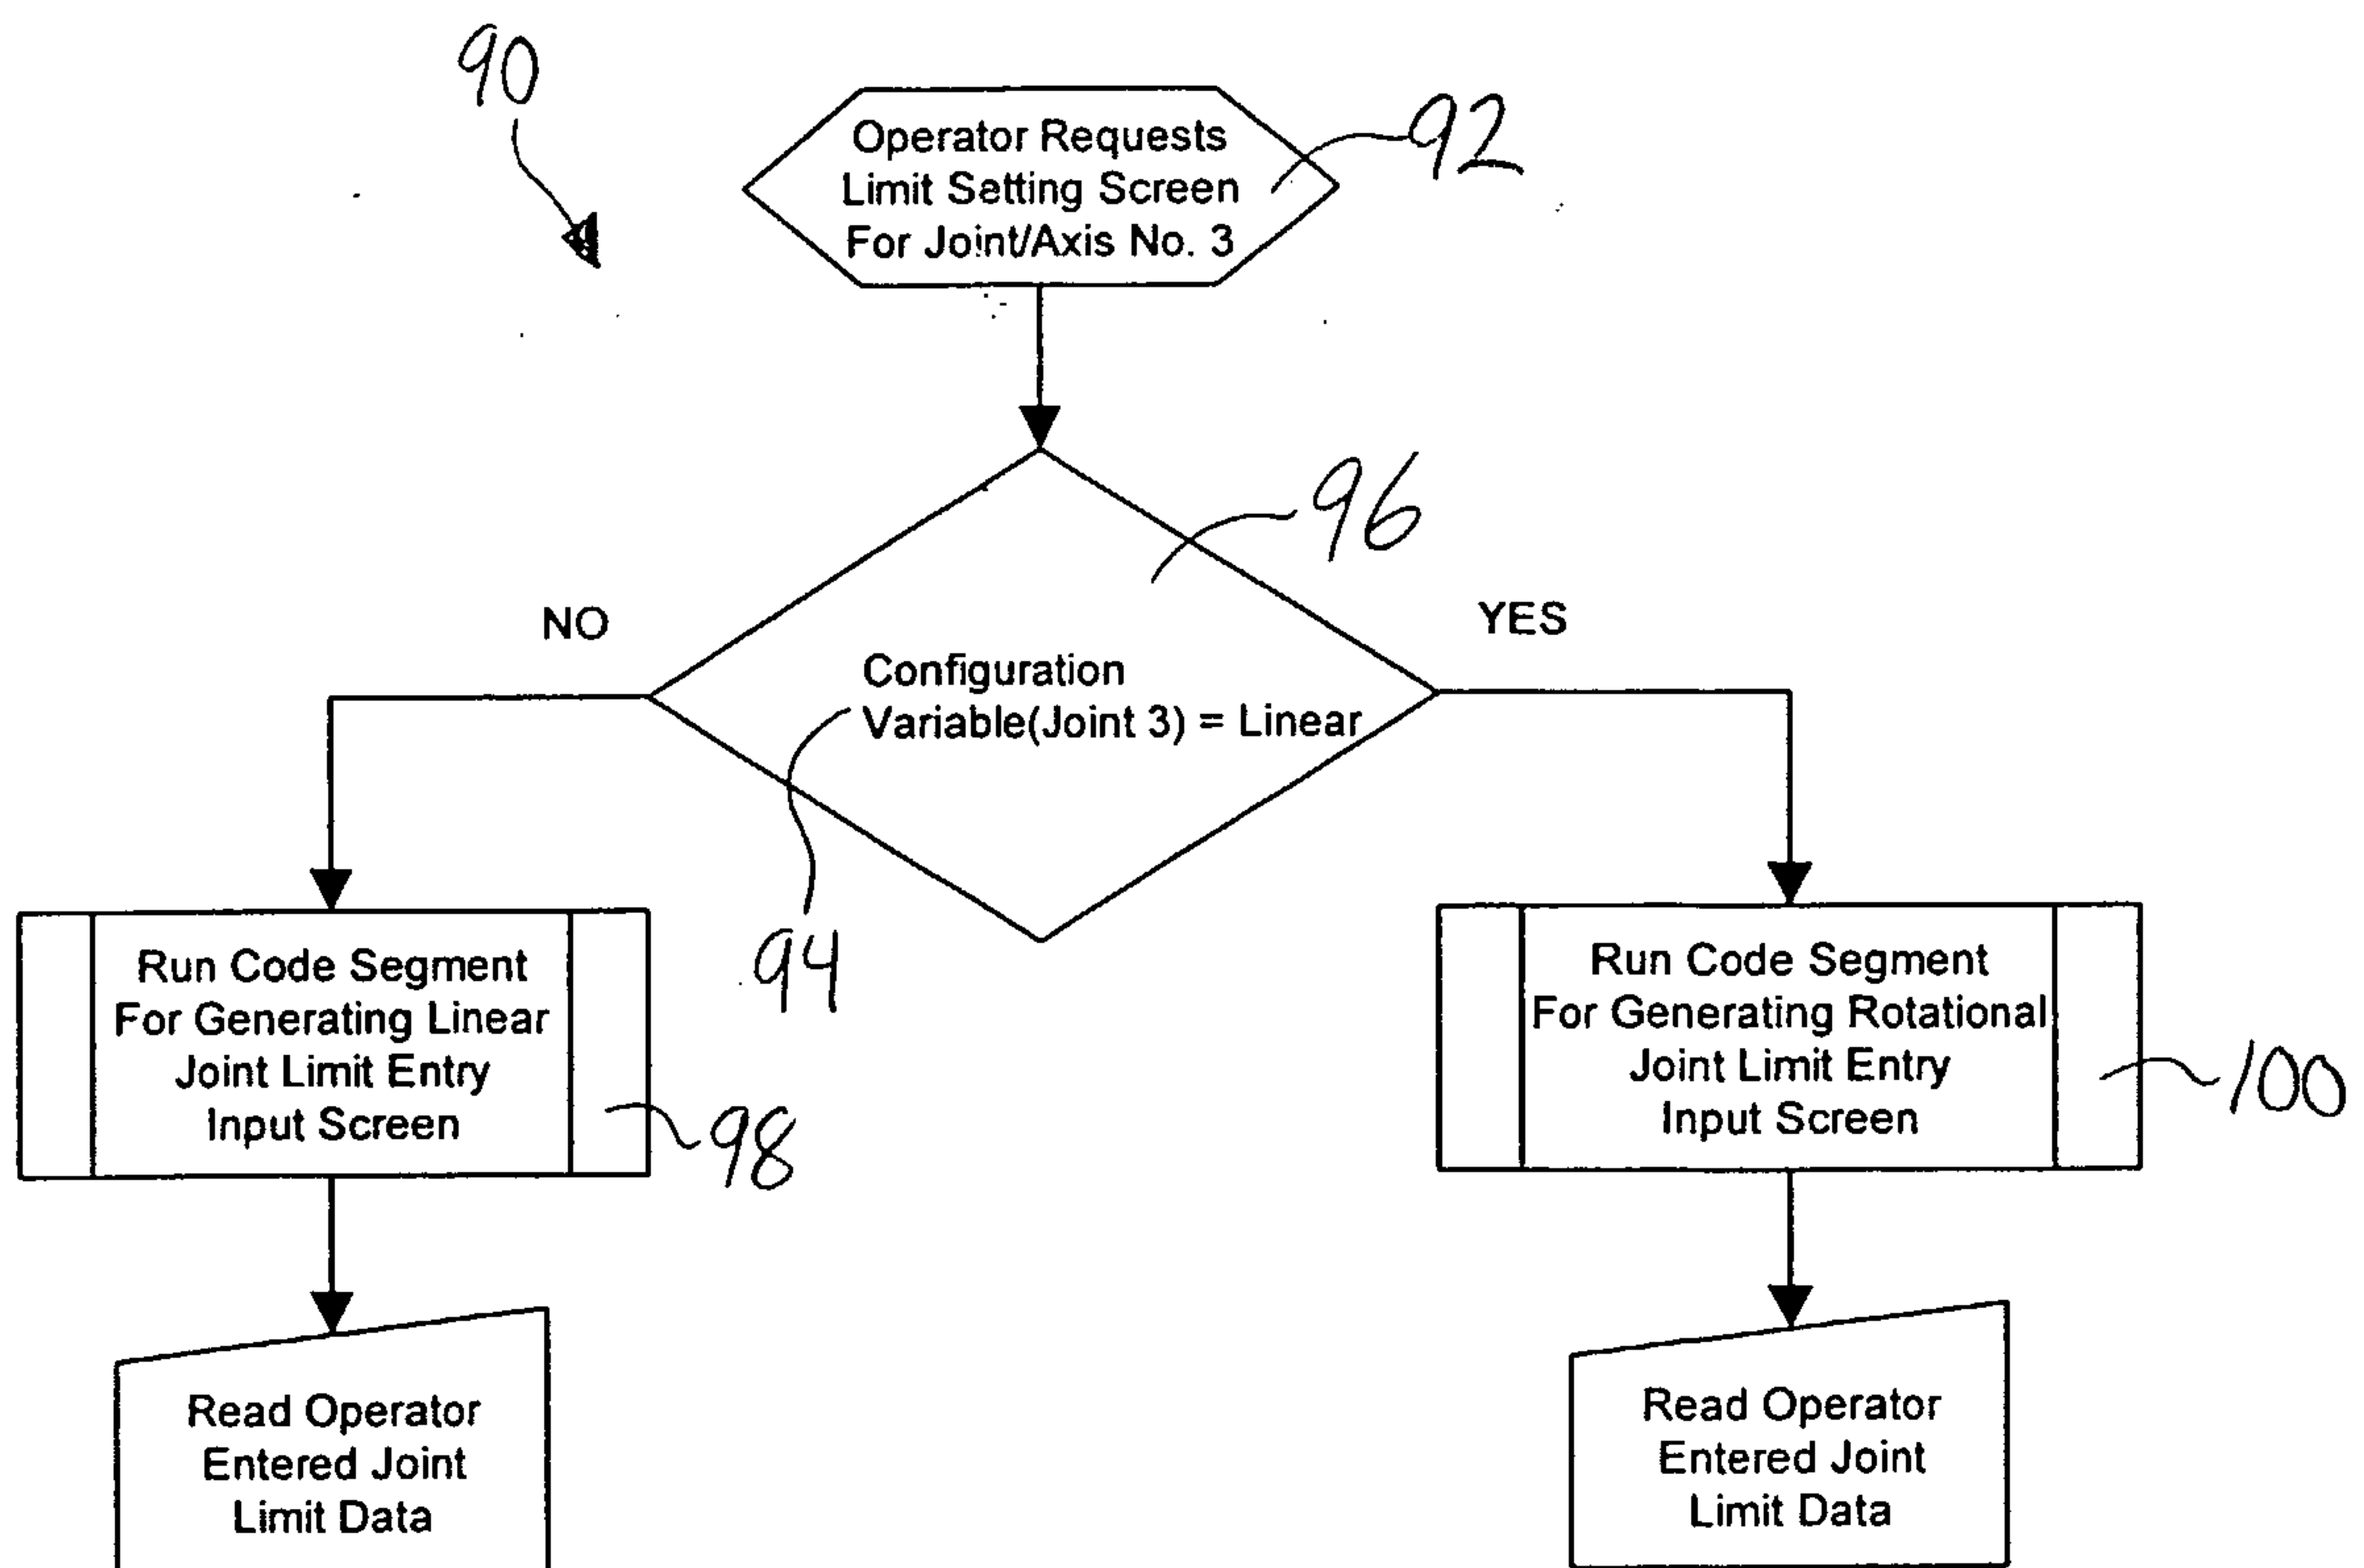 90
Operator Requests
Limit Setting Screen
For Joint/Axis No. 3
92
96
NO
YES
Configuration
Variable(Joint 3) = Linear
94
Run Code Segment
For Generating Linear
Joint Limit Entry
Input Screen
98
Run Code Segment
For Generating Rotational
Joint Limit Entry
Input Screen
100
Read Operator
Entered Joint
Limit Data
Read Operator
Entered Joint
Limit Data